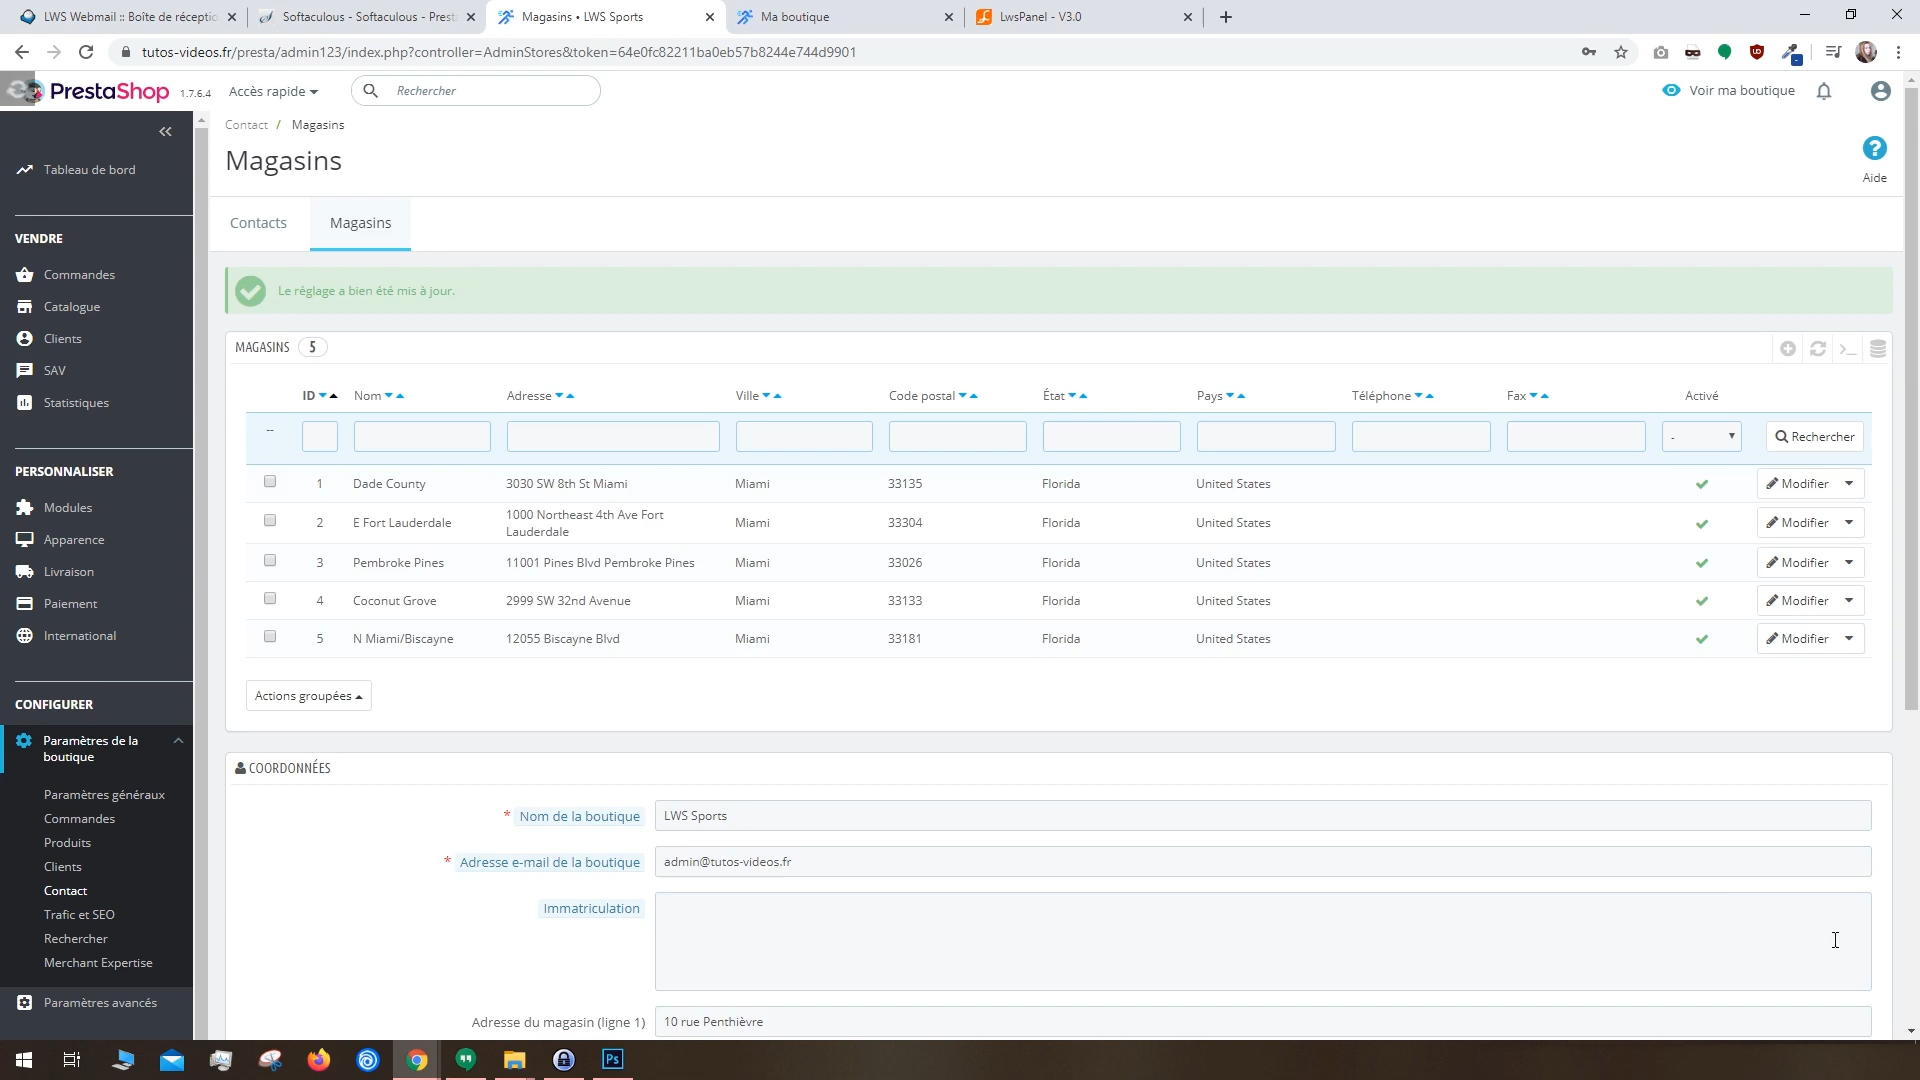 LWS Webmail :: Boîte de réceptio
Softaculous - Softaculous - Prest
Magasins • LWS Sports
Ma boutique
LwsPanel - V3.0
tutos-videos.fr/presta/admin123/index.php?controller=AdminStores&token=64e0fc82211ba0eb57b8244e744d9901
PrestaShop 1.7.6.4
Accès rapide
Rechercher
Voir ma boutique
Contact / Magasins
Magasins
Aide
Contacts
Magasins
Le réglage a bien été mis à jour.
Tableau de bord
VENDRE
Commandes
Catalogue
Clients
SAV
Statistiques
PERSONNALISER
Modules
Apparence
Livraison
Paiement
International
CONFIGURER
Paramètres de la
boutique
Paramètres généraux
Commandes
Produits
Clients
Contact
Trafic et SEO
Rechercher
Merchant Expertise
Paramètres avancés
MAGASINS 5
ID Nom Adresse Ville Code postal État Pays Téléphone Fax Activé
-- - Rechercher
1 Dade County 3030 SW 8th St Miami Miami 33135 Florida United States Modifier
2 E Fort Lauderdale 1000 Northeast 4th Ave Fort Miami 33304 Florida United States Modifier
Lauderdale
3 Pembroke Pines 11001 Pines Blvd Pembroke Pines Miami 33026 Florida United States Modifier
4 Coconut Grove 2999 SW 32nd Avenue Miami 33133 Florida United States Modifier
5 N Miami/Biscayne 12055 Biscayne Blvd Miami 33181 Florida United States Modifier
Actions groupées
COORDONNÉES
* Nom de la boutique LWS Sports
* Adresse e-mail de la boutique admin@tutos-videos.fr
Immatriculation
Adresse du magasin (ligne 1) 10 rue Penthièvre
Ps